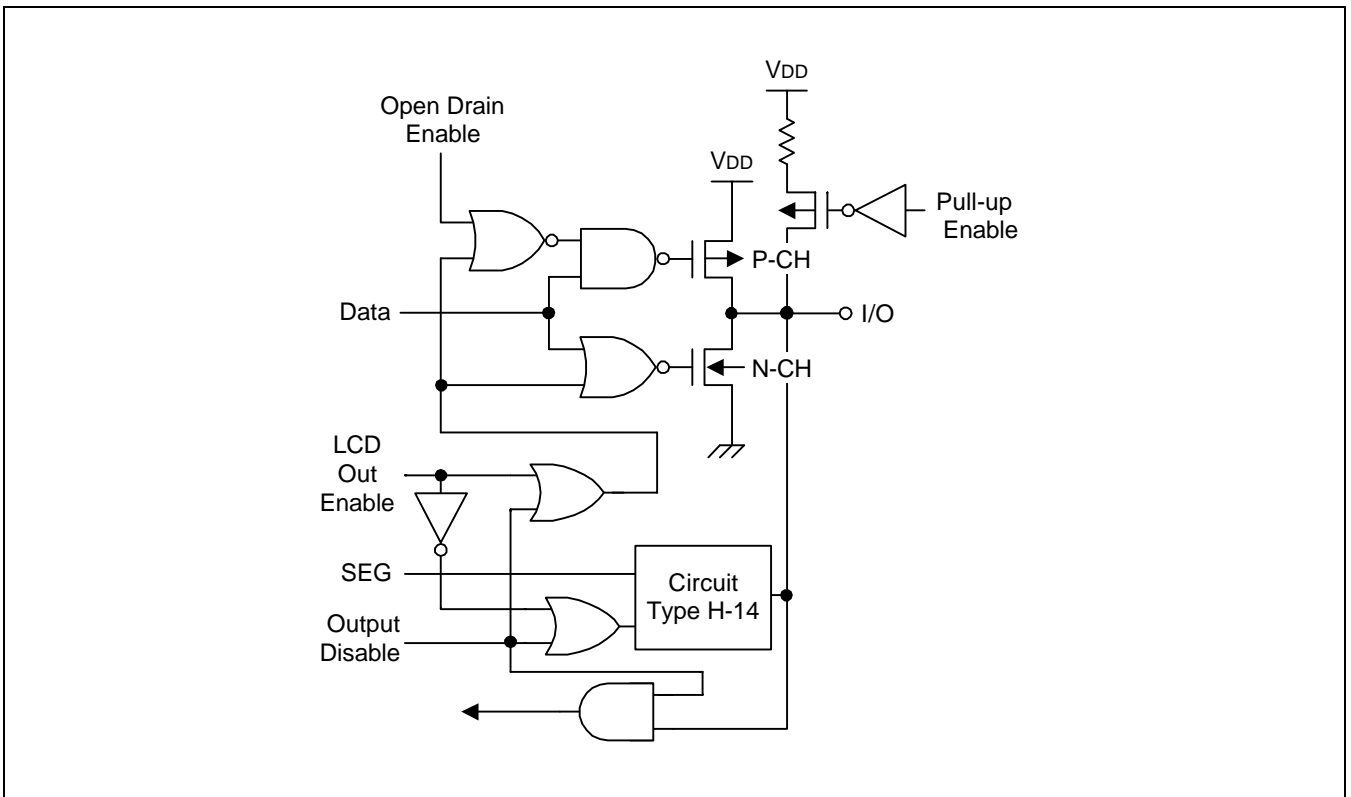 VDD
Open Drain
Enable
VDD
Pull-up
Enable
P-CH
Data
I/O
N-CH
LCD
Out
Enable
SEG
Circuit
Type H-14
Output
Disable